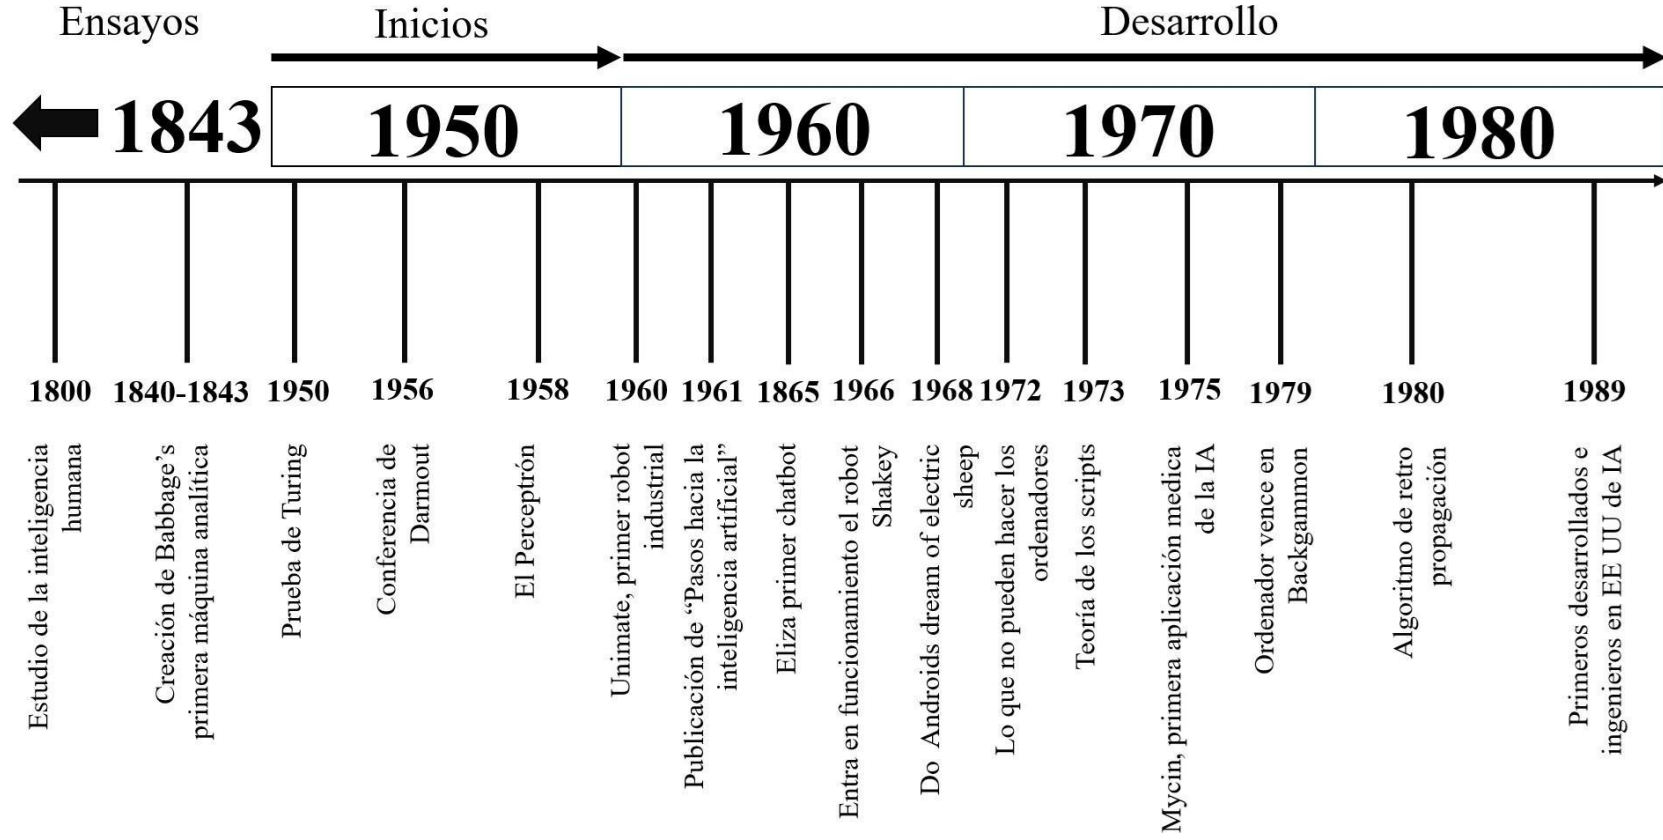 Ensayos
Inicios
Desarrollo
1843
1950
1960
1970
1980
1800
1840-1843
1950
1956
1958
1960
1961
1865
1966
1968
1972
1973
1975
1979
1980
1989
Estudio de la inteligencia
humana
Creación de Babbage’s
primera máquina analítica
Prueba de Turing
Conferencia de
Darmout
El Perceptrón
Unimate, primer robot
industrial
Publicación de “Pasos hacia la
inteligencia artificial”
Eliza primer chatbot
Entra en funcionamiento el robot
Shakey
Do Androids dream of electric
sheep
Lo que no pueden hacer los
ordenadores
Teoría de los scripts
Mycin, primera aplicación medica
de la IA
Ordenador vence en
Backgammon
Algoritmo de retro
propagación
Primeros desarrollados e
ingenieros en EE UU de IA